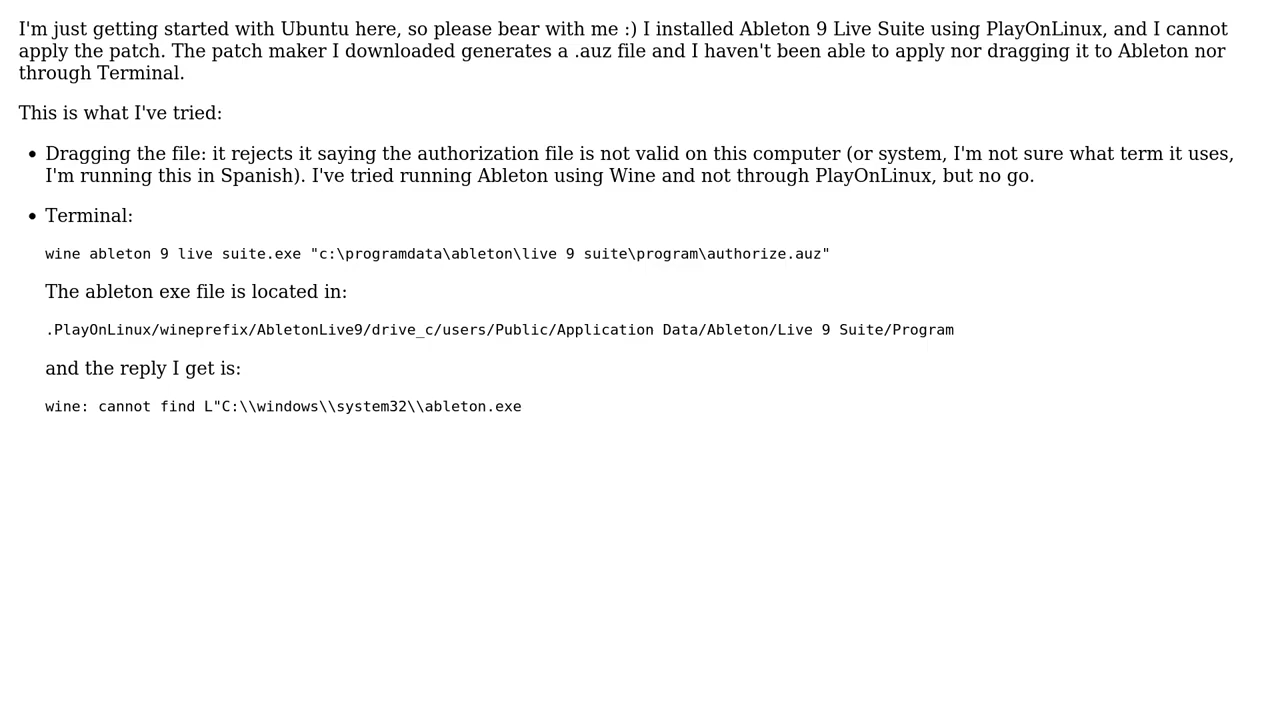 I'm just getting started with Ubuntu here, so please bear with me :) I installed Ableton 9 Live Suite using PlayOnLinux, and I cannot
apply the patch. The patch maker I downloaded generates a .auz file and I haven't been able to apply nor dragging it to Ableton nor
through Terminal.
This is what I've tried:
• Dragging the file: it rejects it saying the authorization file is not valid on this computer (or system, I'm not sure what term it uses,
I'm running this in Spanish). I've tried running Ableton using Wine and not through PlayOnLinux, but no go.
• Terminal:
wine ableton 9 live suite.exe "c:\programdata\ableton\live 9 suite\program\authorize.auz"
The ableton exe file is located in:
.PlayOnLinux/wineprefix/AbletonLive9/drive_c/users/Public/Application Data/Ableton/Live 9 Suite/Program
and the reply I get is:
wine: cannot find L"C:\\windows\\system32\\ableton.exe